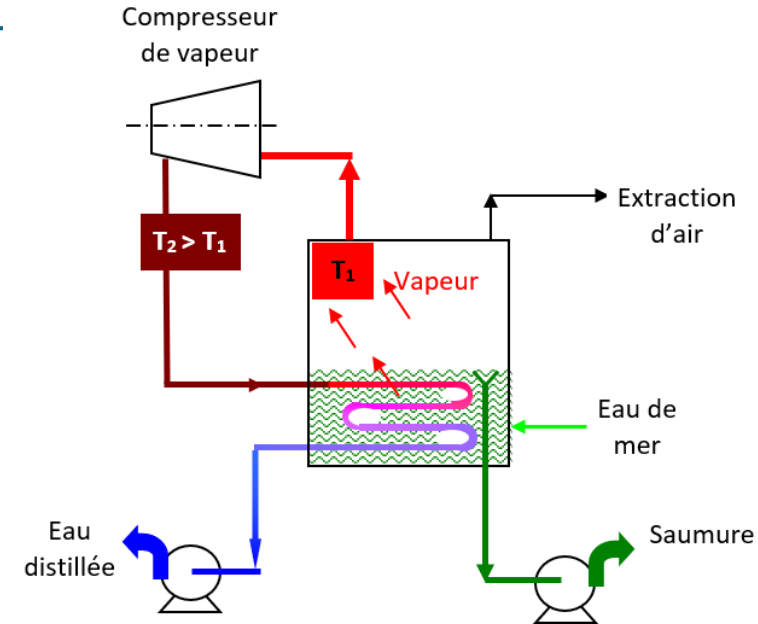 Compresseur
de vapeur
T₂ > T₁
T₁
Vapeur
Extraction
d'air
Eau de
mer
Eau
distillée
Saumure